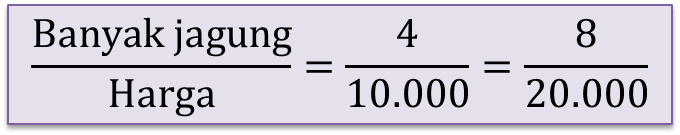 Banyak jagung / Harga = 4 / 10.000 = 8 / 20.000